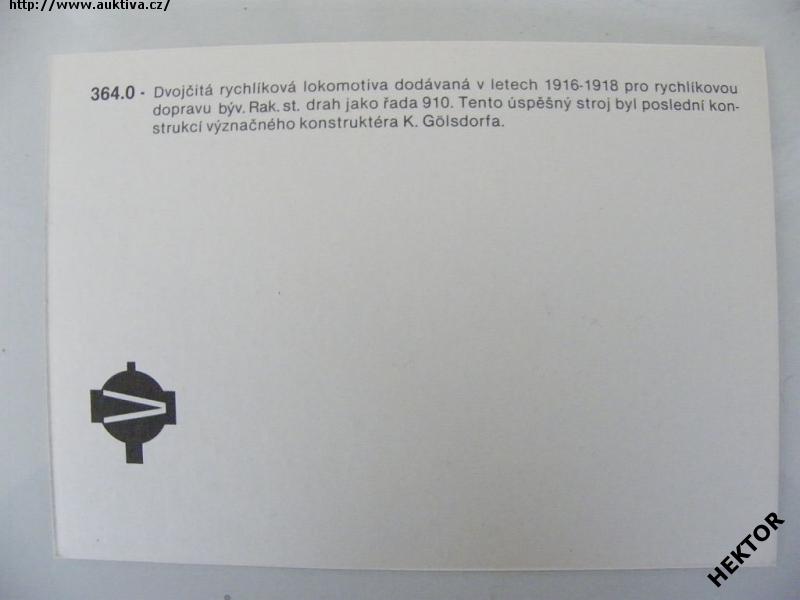 http://www.auktiva.cz/
364.0 - Dvojčitá rychlíková lokomotiva dodávaná v letech 1916-1918 pro rychlíkovou
dopravu býv. Rak. st. drah jako řada 910. Tento úspěšný stroj byl poslední kon-
strukcí význačného konstruktéra K. Gölsdorfa.
HEKTOR